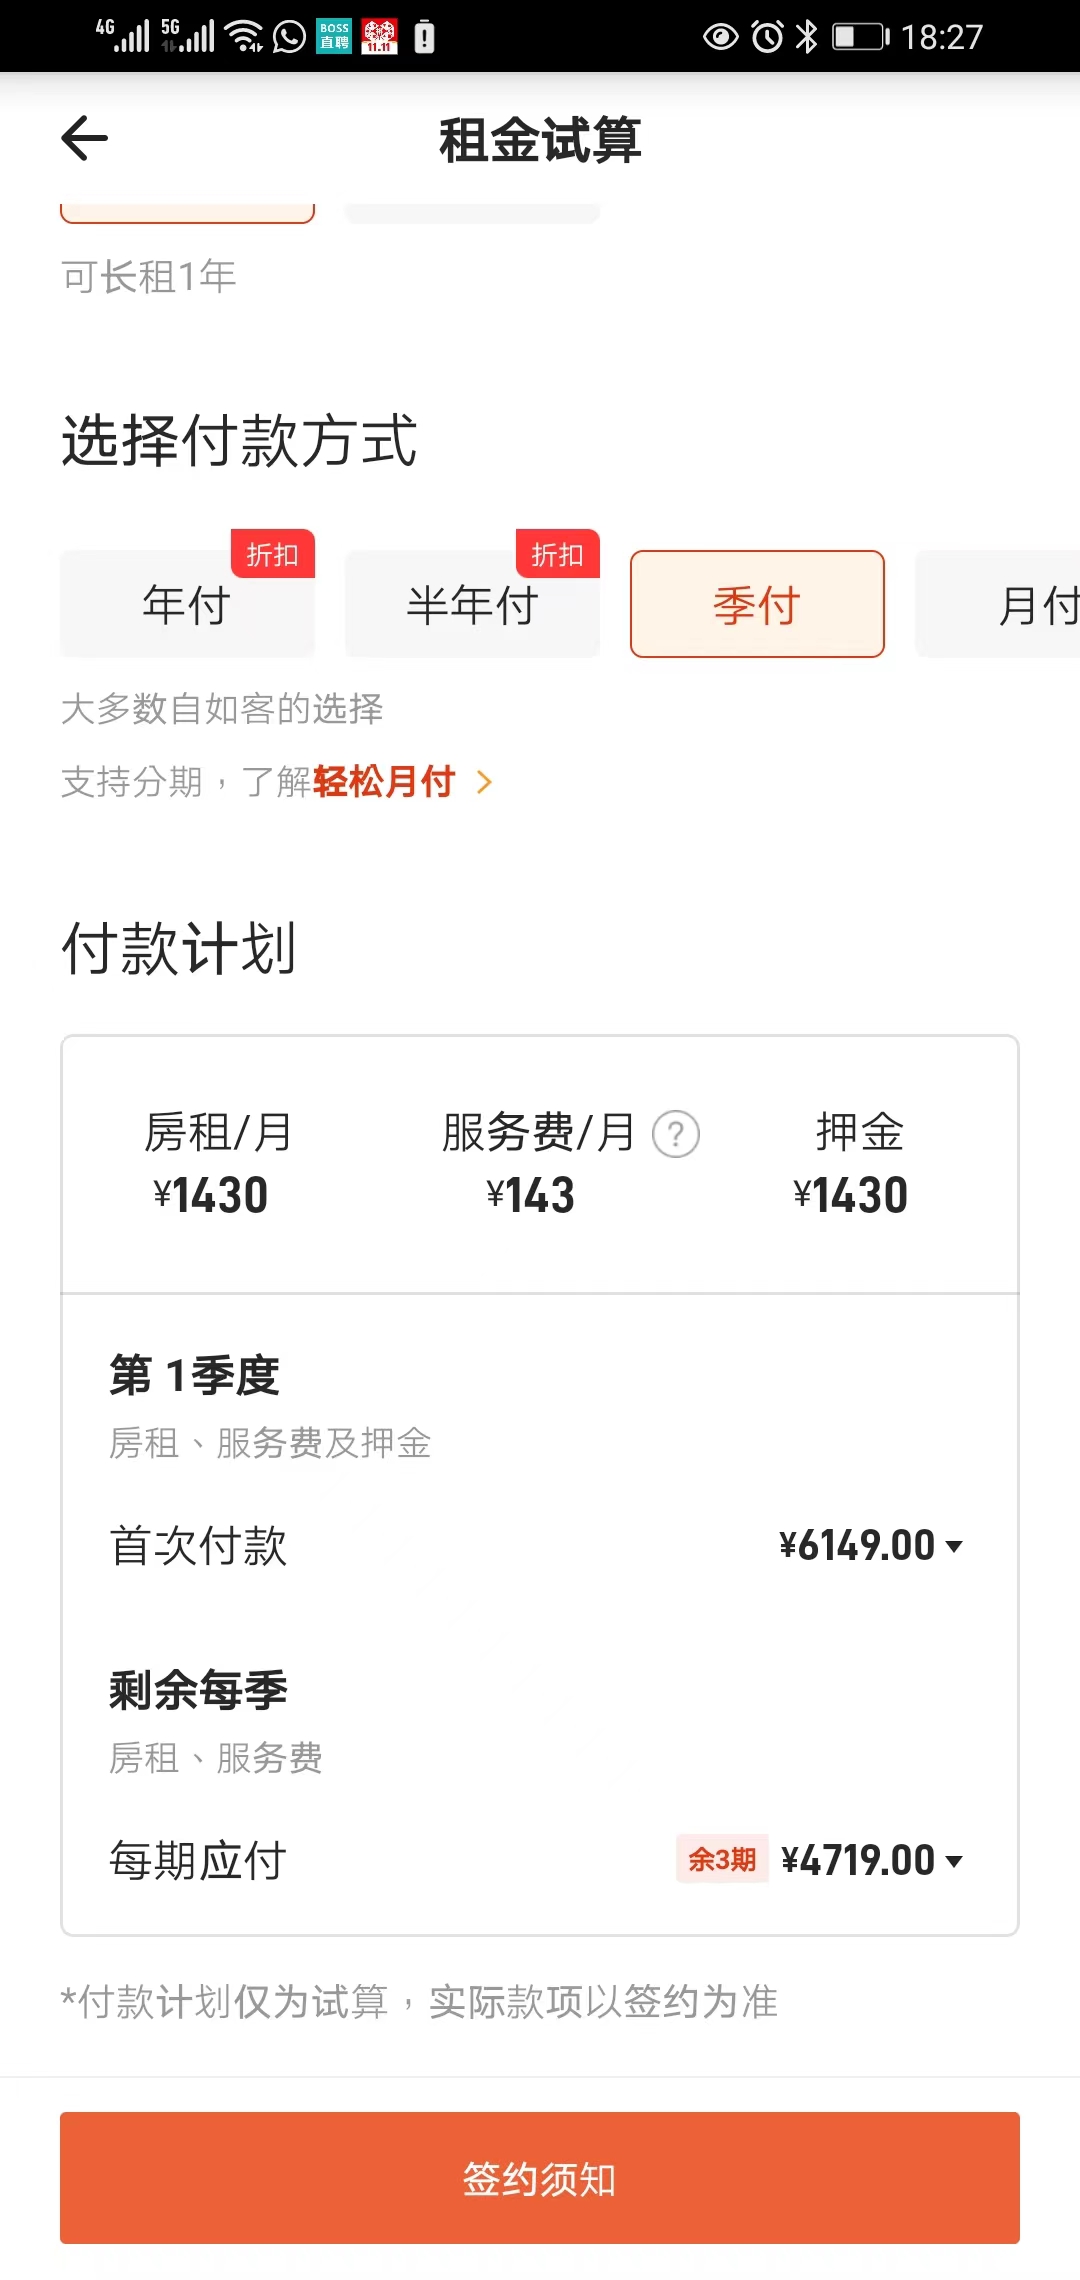 4G 5G BOSS直聘 11.11 18:27
租金试算
可长租1年
选择付款方式
折扣 折扣
年付 半年付 季付 月付
大多数自如客的选择
支持分期，了解轻松月付 >
付款计划
房租/月 服务费/月 ? 押金
¥1430 ¥143 ¥1430
第 1季度
房租、服务费及押金
首次付款 ¥6149.00
剩余每季
房租、服务费
每期应付 余3期 ¥4719.00
*付款计划仅为试算，实际款项以签约为准
签约须知